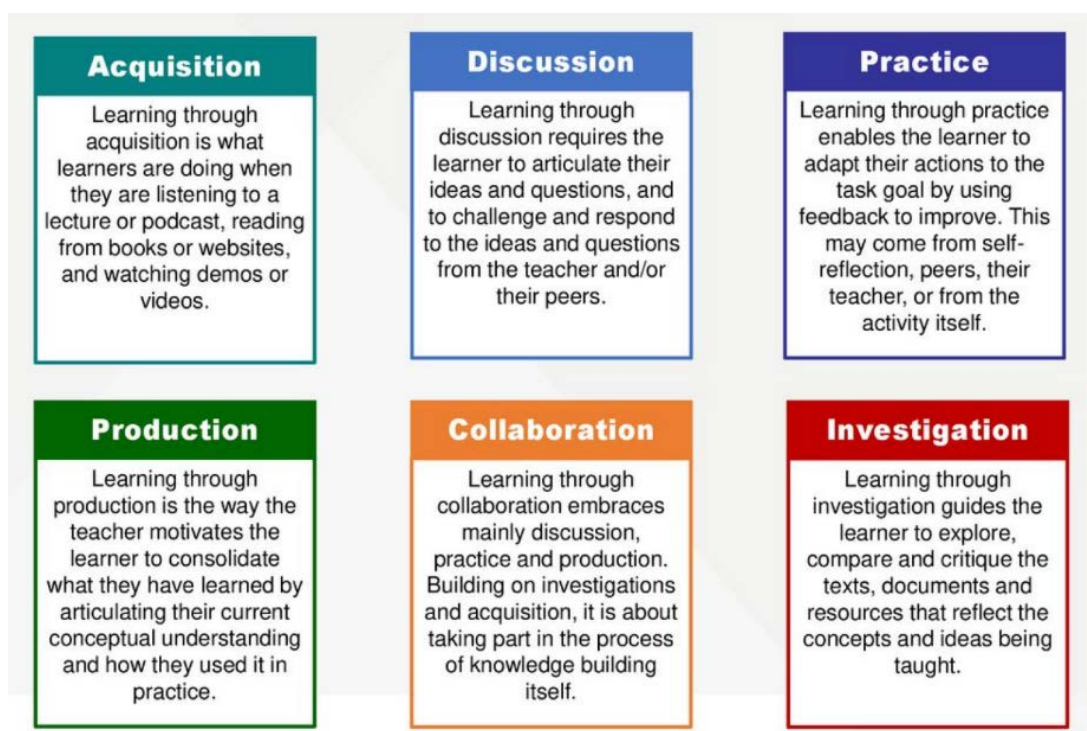 Acquisition
Learning through
acquisition is what
learners are doing when
they are listening to a
lecture or podcast, reading
from books or websites,
and watching demos or
videos.
Discussion
Learning through
discussion requires the
learner to articulate their
ideas and questions, and
to challenge and respond
to the ideas and questions
from the teacher and/or
their peers.
Practice
Learning through practice
enables the learner to
adapt their actions to the
task goal by using
feedback to improve. This
may come from self-
reflection, peers, their
teacher, or from the
activity itself.
Production
Learning through
production is the way the
teacher motivates the
learner to consolidate
what they have learned by
articulating their current
conceptual understanding
and how they used it in
practice.
Collaboration
Learning through
collaboration embraces
mainly discussion,
practice and production.
Building on investigations
and acquisition, it is about
taking part in the process
of knowledge building
itself.
Investigation
Learning through
investigation guides the
learner to explore,
compare and critique the
texts, documents and
resources that reflect the
concepts and ideas being
taught.